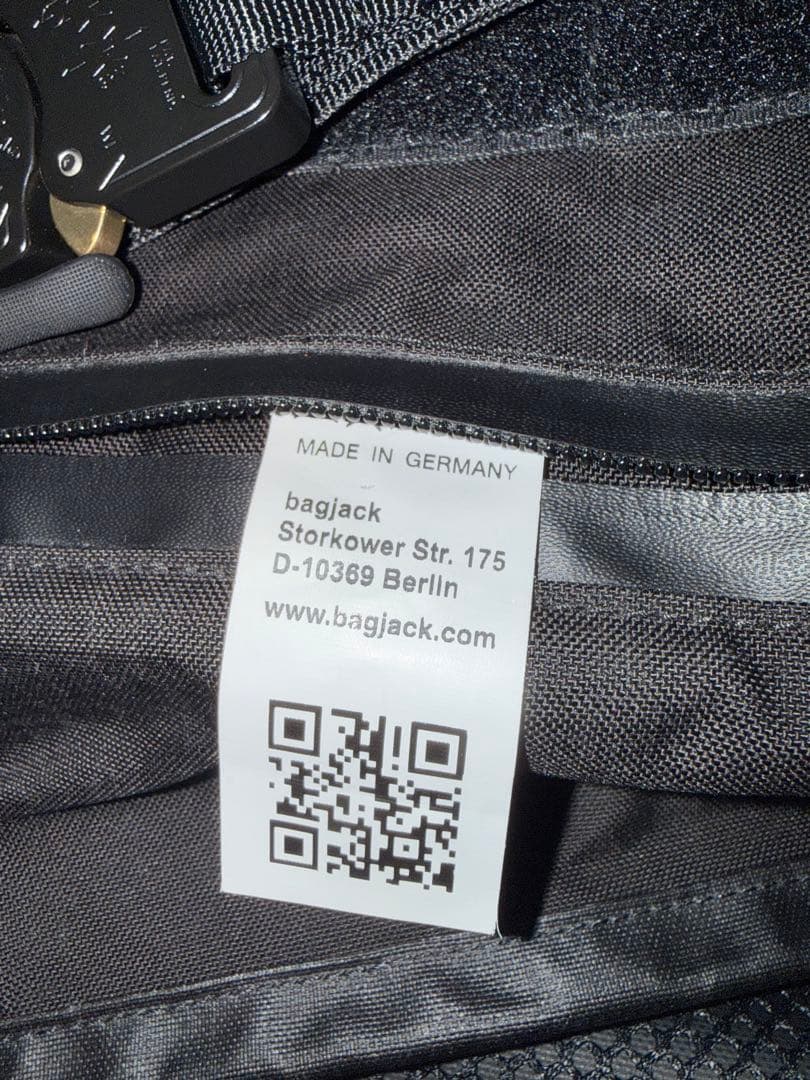 MADE IN GERMANY
bagjack
Storkower Str. 175
D-10369 Berlin
www.bagjack.com